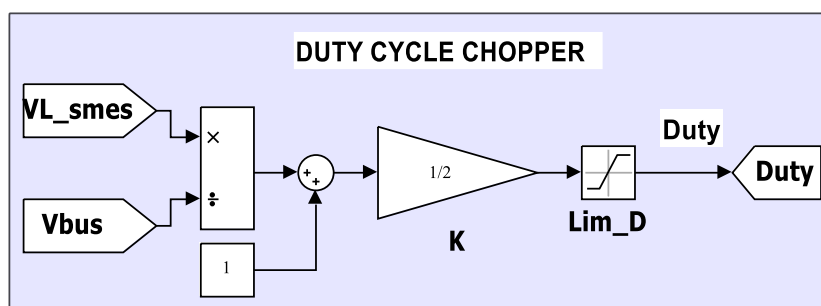 DUTY CYCLE CHOPPER
VL_smes
×
÷
Vbus
1
+
+
1/2
K
Lim_D
Duty
Duty